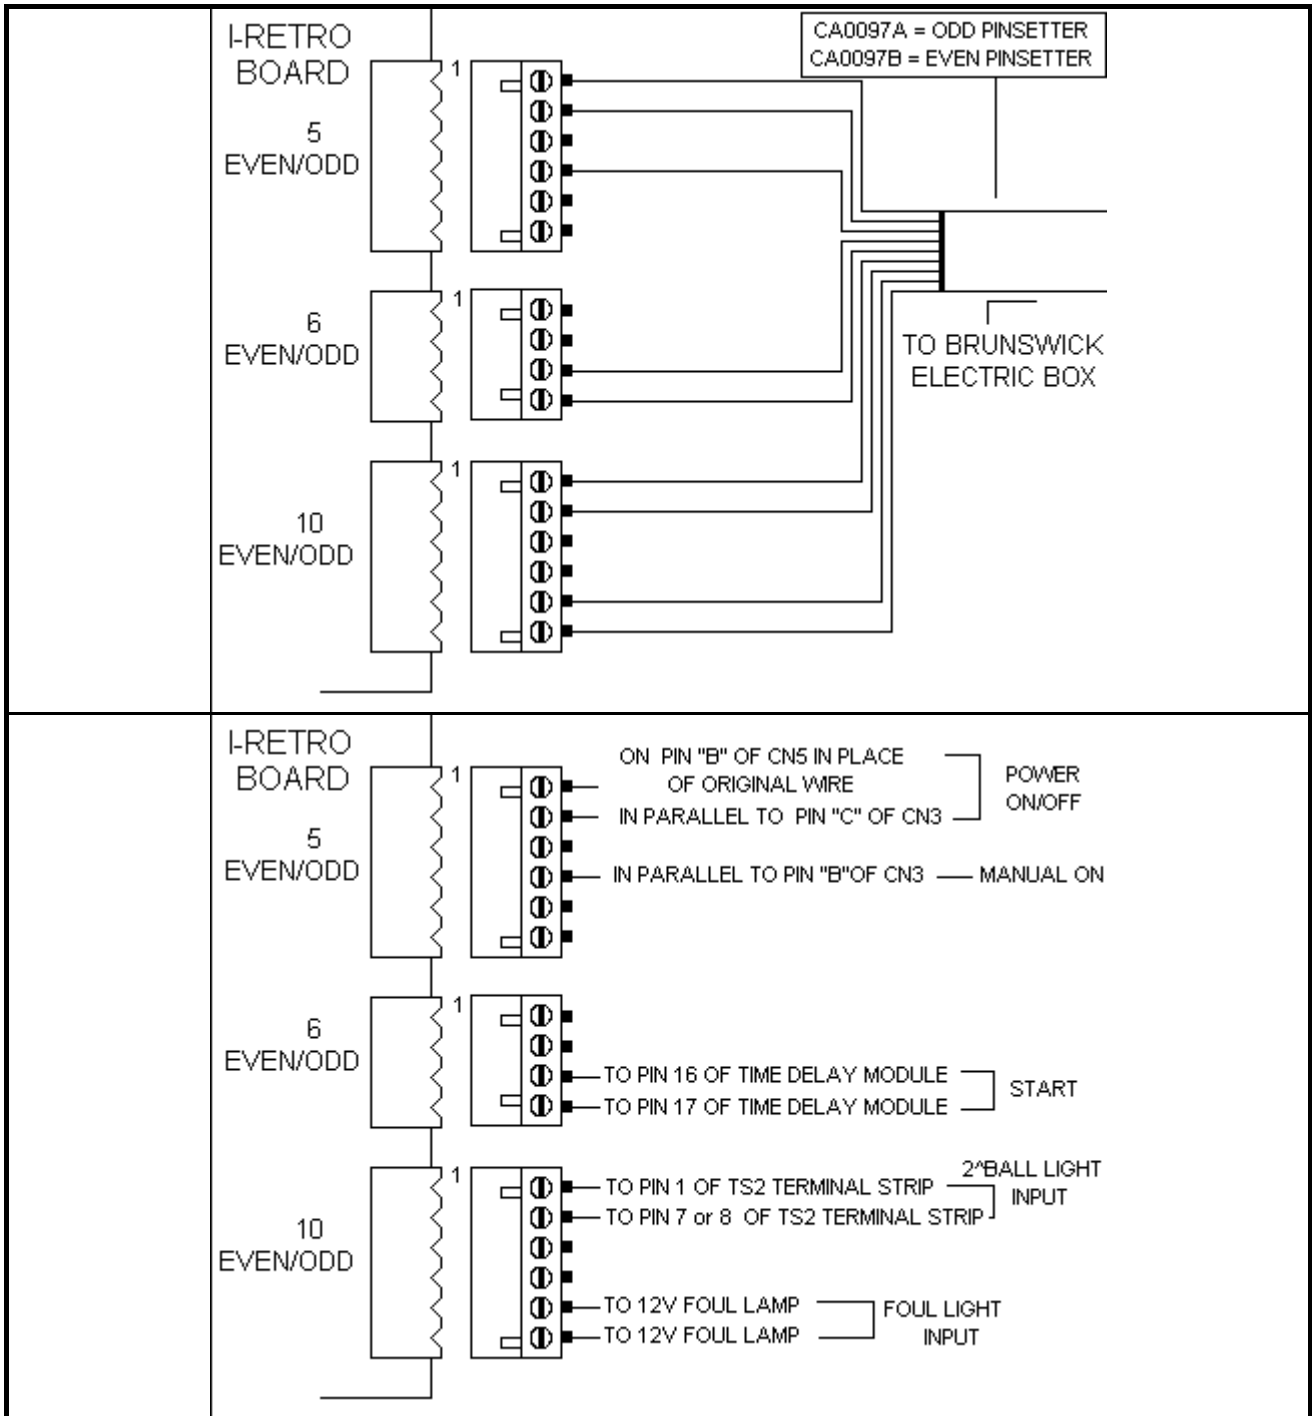 I-RETRO
BOARD
CA0097A = ODD PINSETTER
CA0097B = EVEN PINSETTER
1
5
EVEN/ODD
1
6
EVEN/ODD
TO BRUNSWICK
ELECTRIC BOX
1
10
EVEN/ODD
I-RETRO
BOARD
1
5
EVEN/ODD
ON PIN "B" OF CN5 IN PLACE
OF ORIGINAL WIRE
IN PARALLEL TO PIN "C" OF CN3
POWER
ON/OFF
IN PARALLEL TO PIN "B"OF CN3
MANUAL ON
1
6
EVEN/ODD
TO PIN 16 OF TIME DELAY MODULE
TO PIN 17 OF TIME DELAY MODULE
START
1
10
EVEN/ODD
TO PIN 1 OF TS2 TERMINAL STRIP
TO PIN 7 or 8 OF TS2 TERMINAL STRIP
2^BALL LIGHT
INPUT
TO 12V FOUL LAMP
TO 12V FOUL LAMP
FOUL LIGHT
INPUT